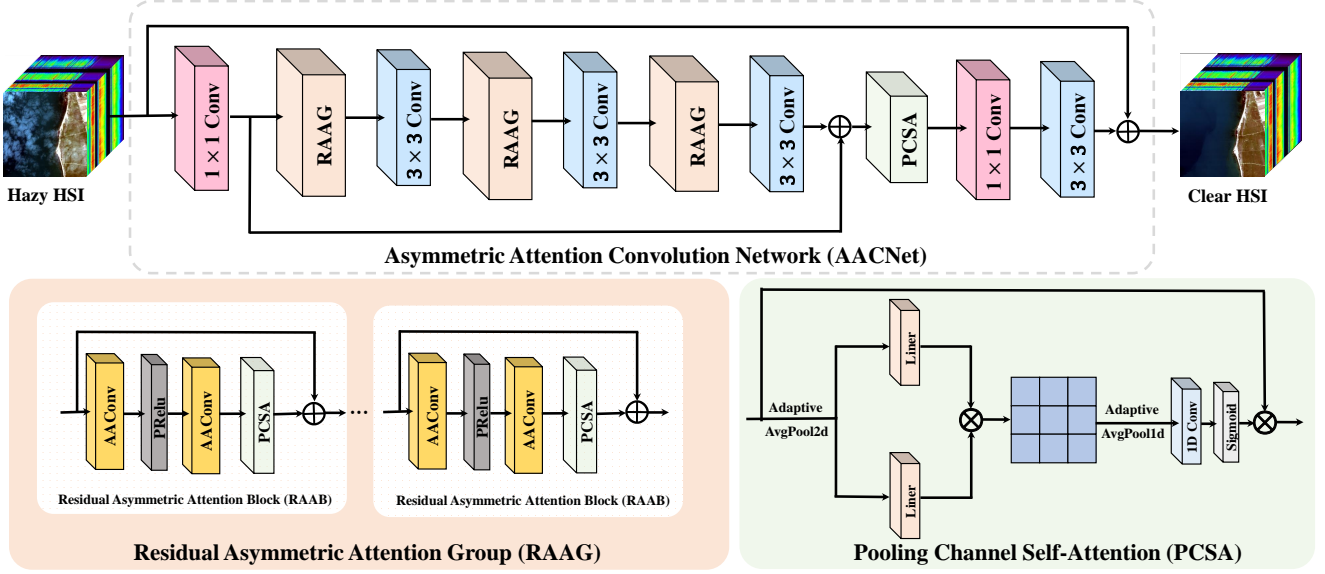 Hazy HSI
1 × 1 Conv
RAAG
3 × 3 Conv
RAAG
3 × 3 Conv
RAAG
3 × 3 Conv
PCSA
1 × 1 Conv
3 × 3 Conv
Clear HSI
Asymmetric Attention Convolution Network (AACNet)
AAConv
PRelu
AAConv
PCSA
...
AAConv
PRelu
AAConv
PCSA
Residual Asymmetric Attention Block (RAAB)
Residual Asymmetric Attention Block (RAAB)
Residual Asymmetric Attention Group (RAAG)
Adaptive
AvgPool2d
Liner
Liner
Adaptive
AvgPool1d
1D Conv
Sigmoid
Pooling Channel Self-Attention (PCSA)